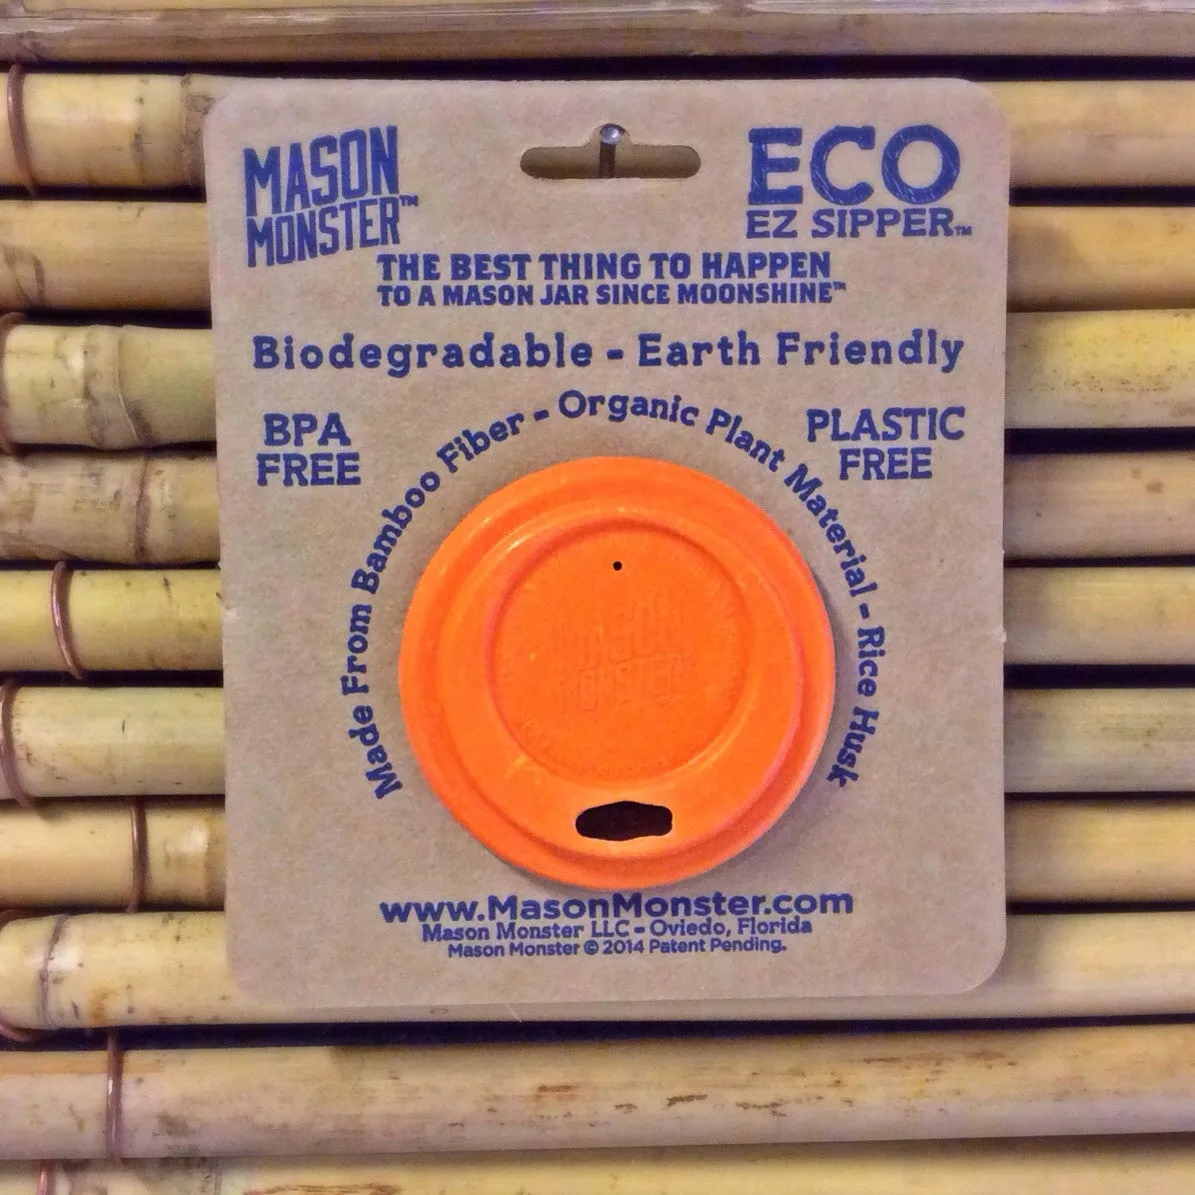 MASON
MONSTER™
ECO
EZ SIPPER™
THE BEST THING TO HAPPEN
TO A MASON JAR SINCE MOONSHINE™
Biodegradable - Earth Friendly
BPA
FREE
PLASTIC
FREE
Made From Bamboo Fiber - Organic Plant Material - Rice Husk
MASON
MONSTER
www.MasonMonster.com
Mason Monster LLC - Oviedo, Florida
Mason Monster © 2014 Patent Pending.